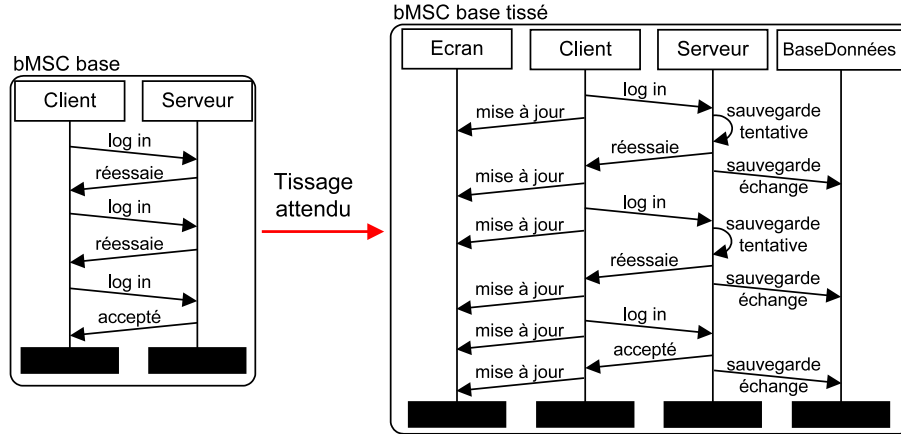 bMSC base
Client
Serveur
log in
réessaie
log in
réessaie
log in
accepté
Tissage
attendu
bMSC base tissé
Ecran
Client
Serveur
BaseDonnées
log in
mise à jour
sauvegarde
tentative
réessaie
mise à jour
sauvegarde
échange
log in
mise à jour
sauvegarde
tentative
réessaie
mise à jour
sauvegarde
échange
log in
mise à jour
accepté
mise à jour
sauvegarde
échange